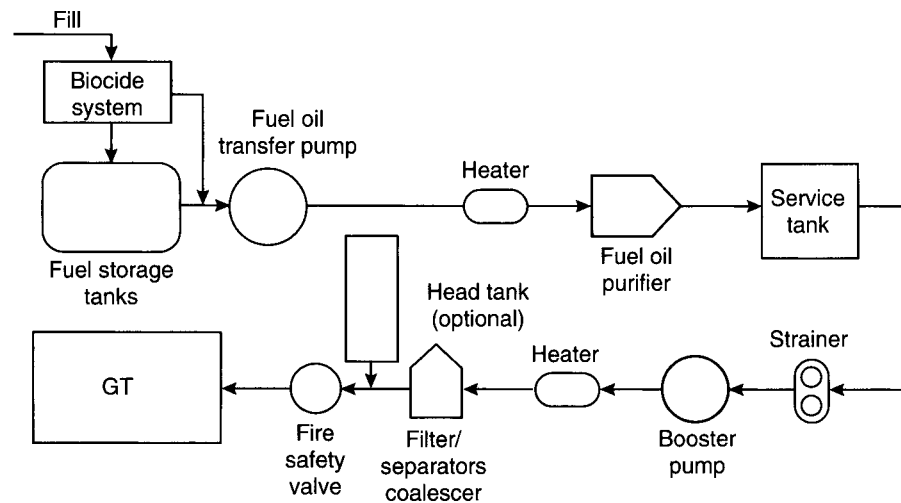 Fill
Biocide
system
Fuel oil
transfer pump
Heater
Service
tank
Fuel storage
tanks
Fuel oil
purifier
Head tank
(optional)
Strainer
Heater
GT
Fire
safety
valve
Filter/
separators
coalescer
Booster
pump